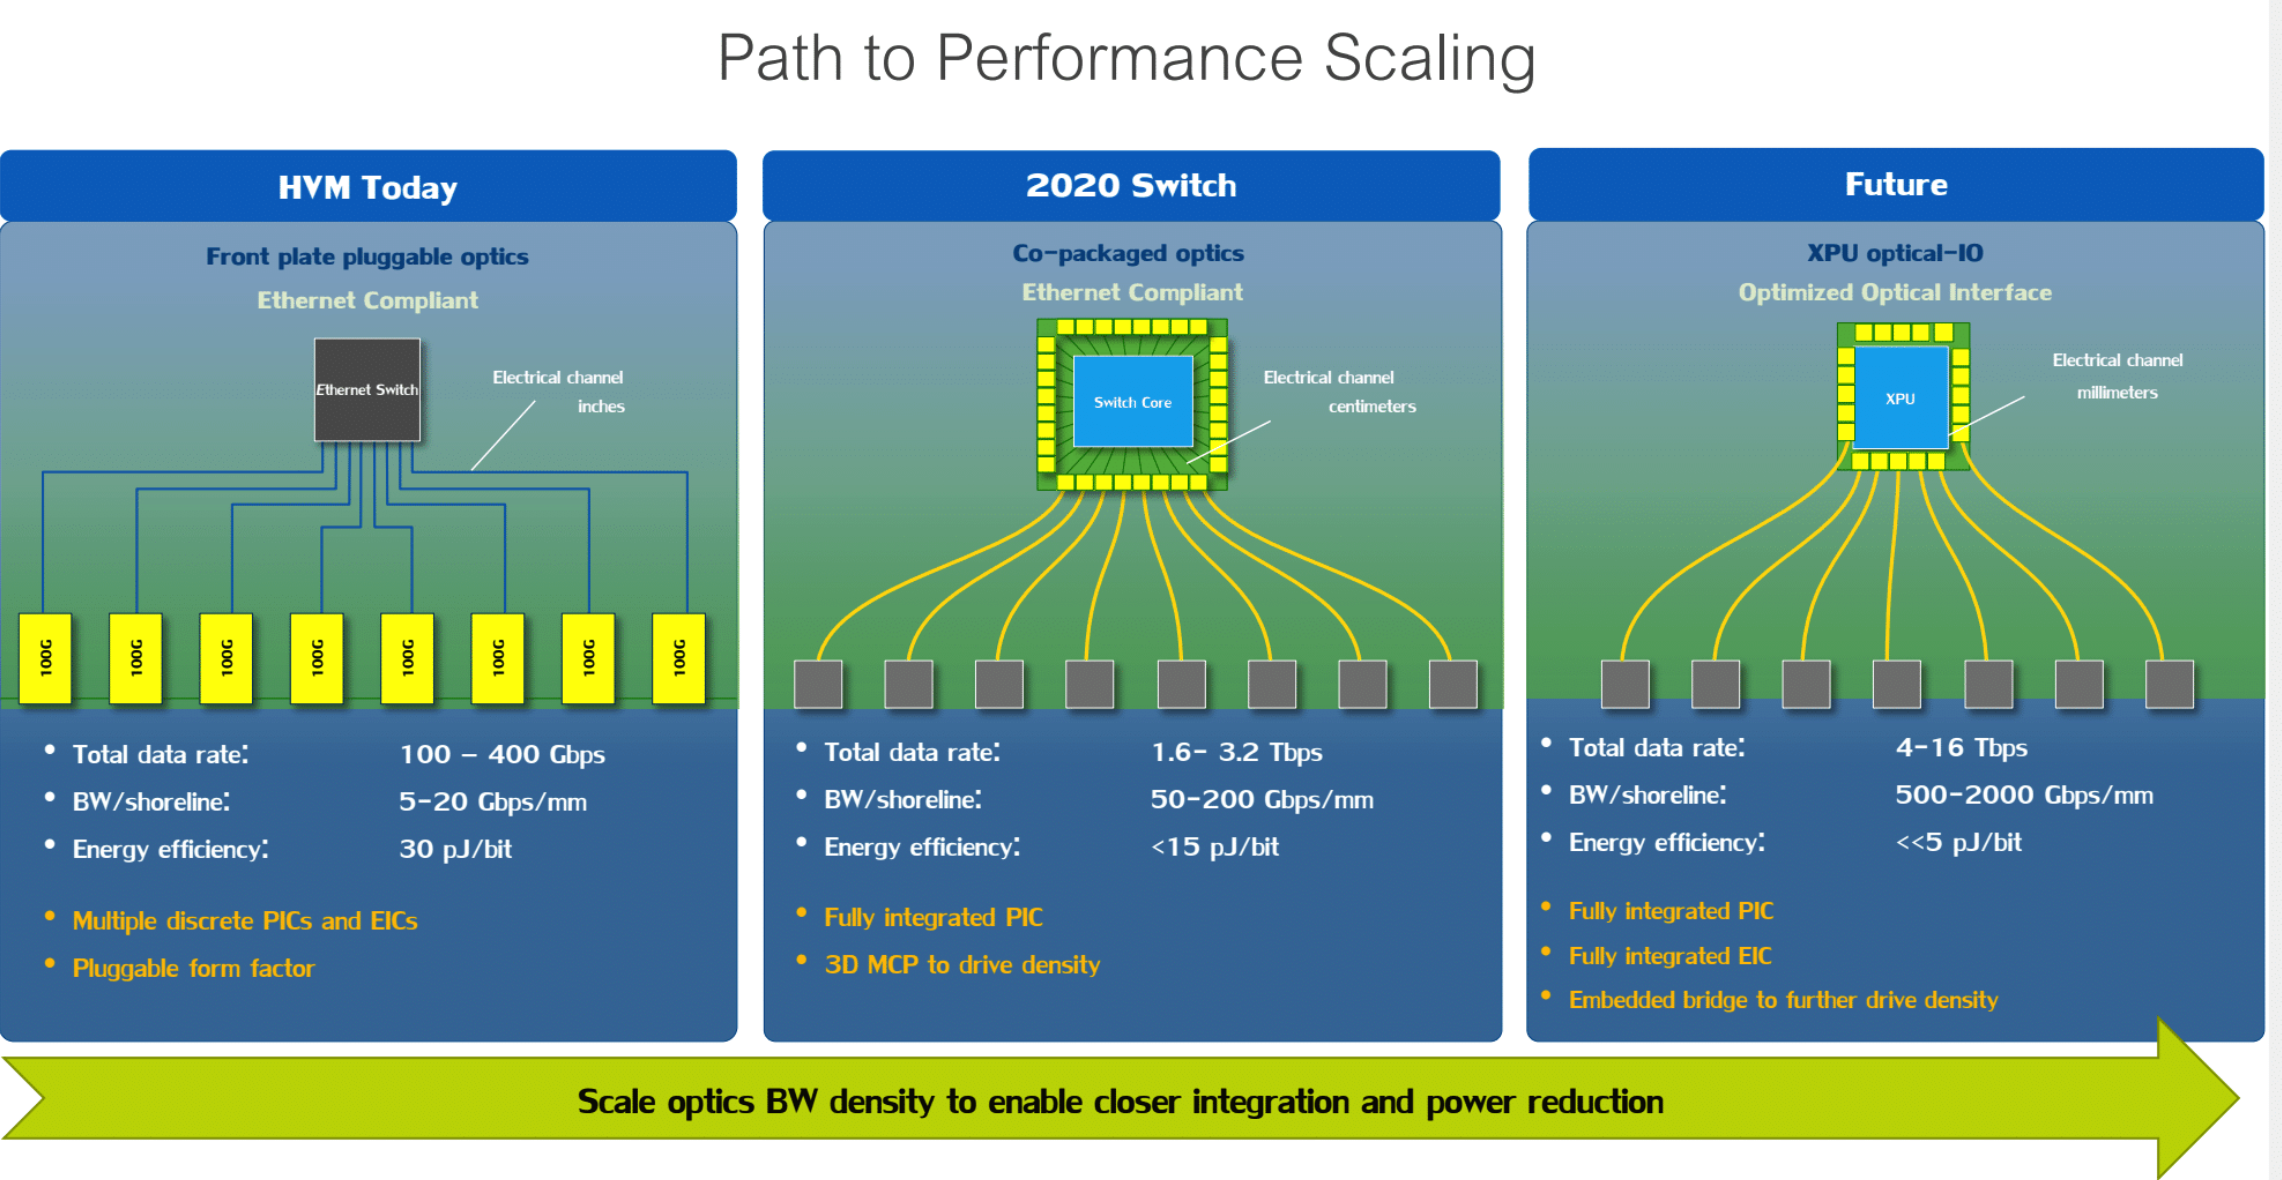 Path to Performance Scaling
HVM Today
Front plate pluggable optics
Ethernet Compliant
Ethernet Switch
Electrical channel
inches
100G
100G
100G
100G
100G
100G
100G
100G
• Total data rate: 100 – 400 Gbps
• BW/shoreline: 5-20 Gbps/mm
• Energy efficiency: 30 pJ/bit
• Multiple discrete PICs and EICs
• Pluggable form factor
2020 Switch
Co-packaged optics
Ethernet Compliant
Switch Core
Electrical channel
centimeters
• Total data rate: 1.6- 3.2 Tbps
• BW/shoreline: 50-200 Gbps/mm
• Energy efficiency: <15 pJ/bit
• Fully integrated PIC
• 3D MCP to drive density
Future
XPU optical-IO
Optimized Optical Interface
XPU
Electrical channel
millimeters
• Total data rate: 4-16 Tbps
• BW/shoreline: 500-2000 Gbps/mm
• Energy efficiency: <<5 pJ/bit
• Fully integrated PIC
• Fully integrated EIC
• Embedded bridge to further drive density
Scale optics BW density to enable closer integration and power reduction